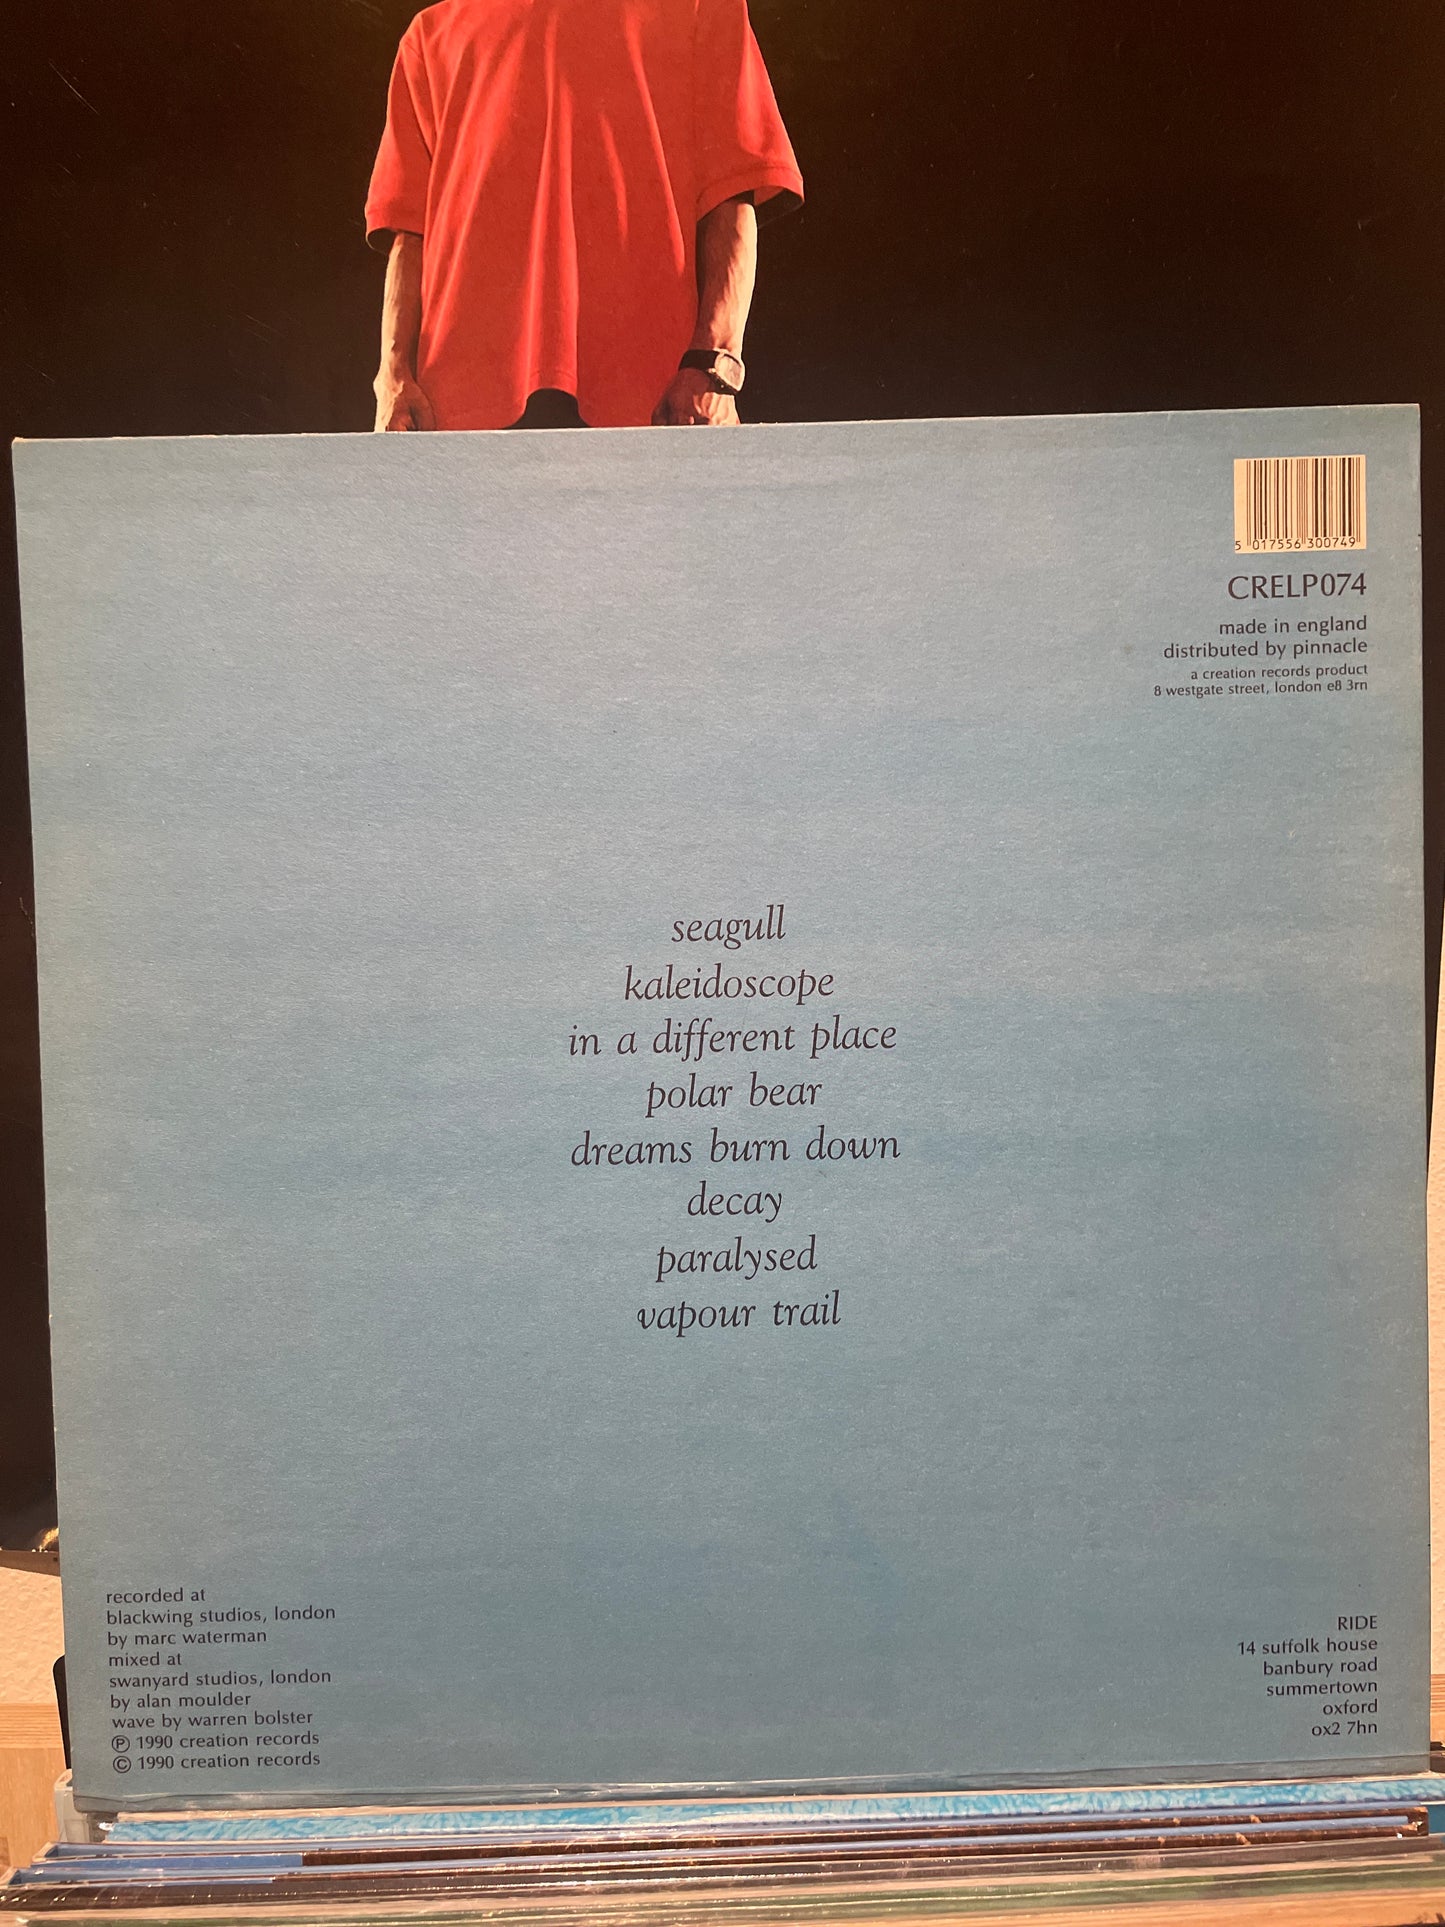 5 017556 300749
CRELP074
made in england
distributed by pinnacle
a creation records product
8 westgate street, london e8 3rn
seagull
kaleidoscope
in a different place
polar bear
dreams burn down
decay
paralysed
vapour trail
recorded at
blackwing studios, london
by marc waterman
mixed at
swanyard studios, london
by alan moulder
wave by warren bolster
℗ 1990 creation records
© 1990 creation records
RIDE
14 suffolk house
banbury road
summertown
oxford
ox2 7hn